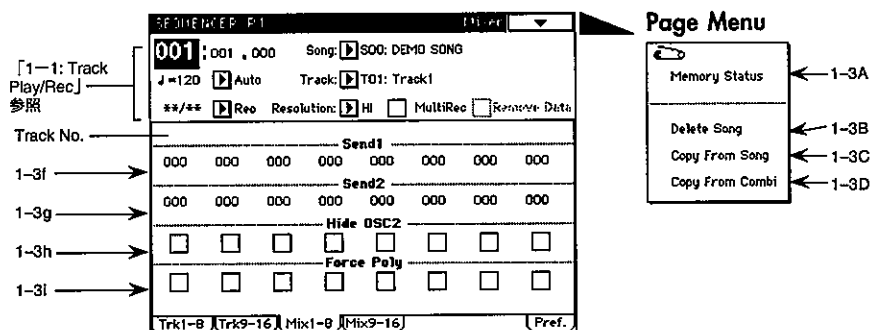 SEQUENCER P1 Mixer
001 : 001 . 000 Song: S00: DEMO SONG
♩=120 Auto Track: T01: Track1
**/** Rec Resolution: HI MultiRec Remove Data
「1−1: Track
Play/Rec」
参照
Track No.
Send1
000 000 000 000 000 000 000 000
1−3f
Send2
000 000 000 000 000 000 000 000
1−3g
Hide OSC2
1−3h
Force Poly
1−3i
Trk1-8 Trk9-16 Mix1-8 Mix9-16 Pref.
Page Menu
Memory Status 1−3A
Delete Song 1−3B
Copy From Song 1−3C
Copy From Combi 1−3D